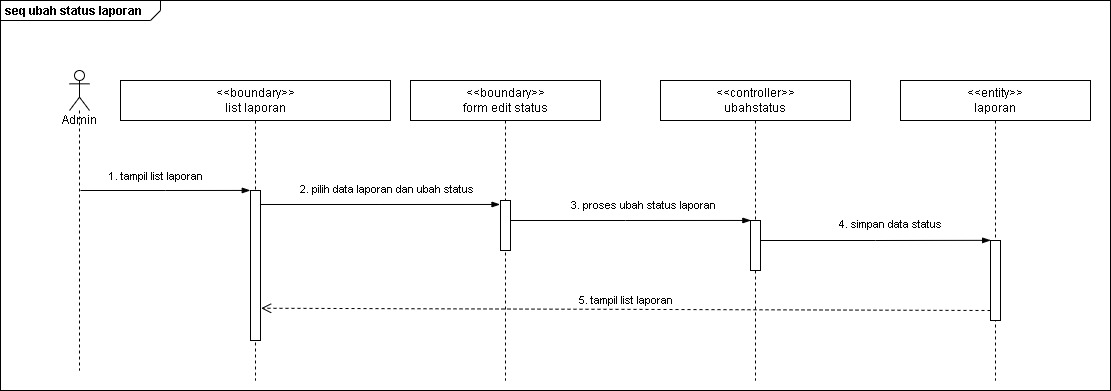 seq ubah status laporan
Admin
<<boundary>>
list laporan
<<boundary>>
form edit status
<<controller>>
ubahstatus
<<entity>>
laporan
1. tampil list laporan
2. pilih data laporan dan ubah status
3. proses ubah status laporan
4. simpan data status
5. tampil list laporan